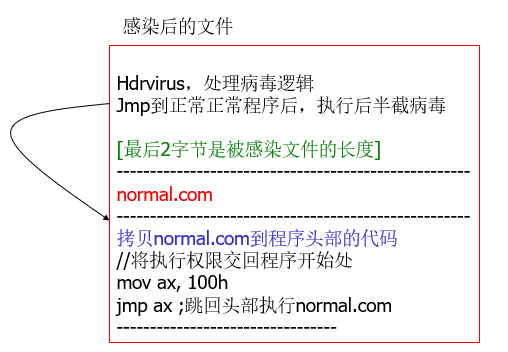 感染后的文件
Hdrvirus，处理病毒逻辑
Jmp到正常正常程序后，执行后半截病毒
[最后2字节是被感染文件的长度]
-----------------------------------------------------
normal.com
-----------------------------------------------------
拷贝normal.com到程序头部的代码
//将执行权限交回程序开始处
mov ax, 100h
jmp ax ;跳回头部执行normal.com
---------------------------------